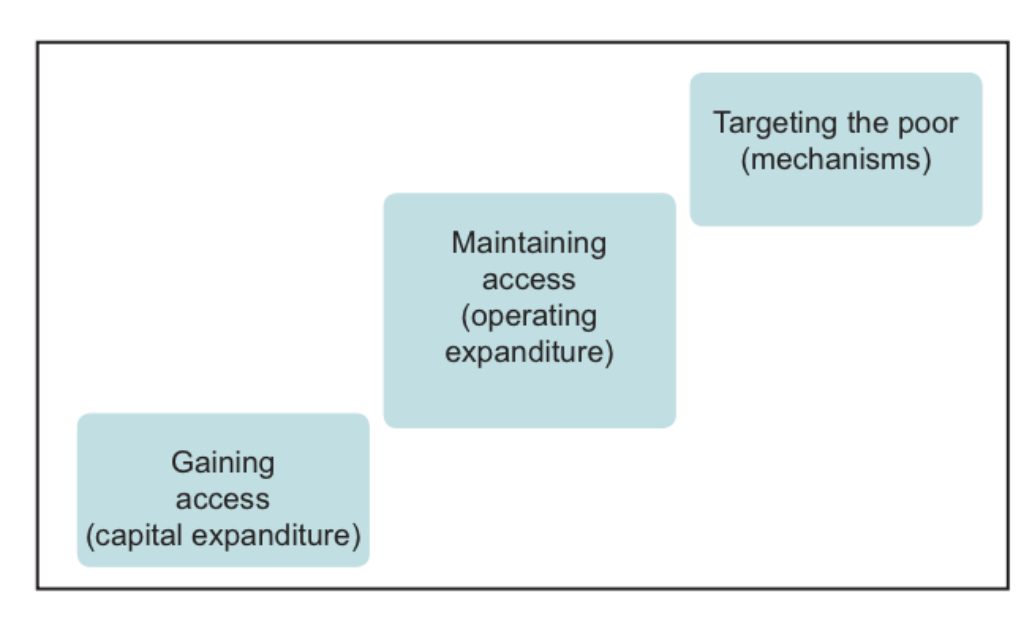 Targeting the poor
(mechanisms)
Maintaining
access
(operating
expanditure)
Gaining
access
(capital expanditure)